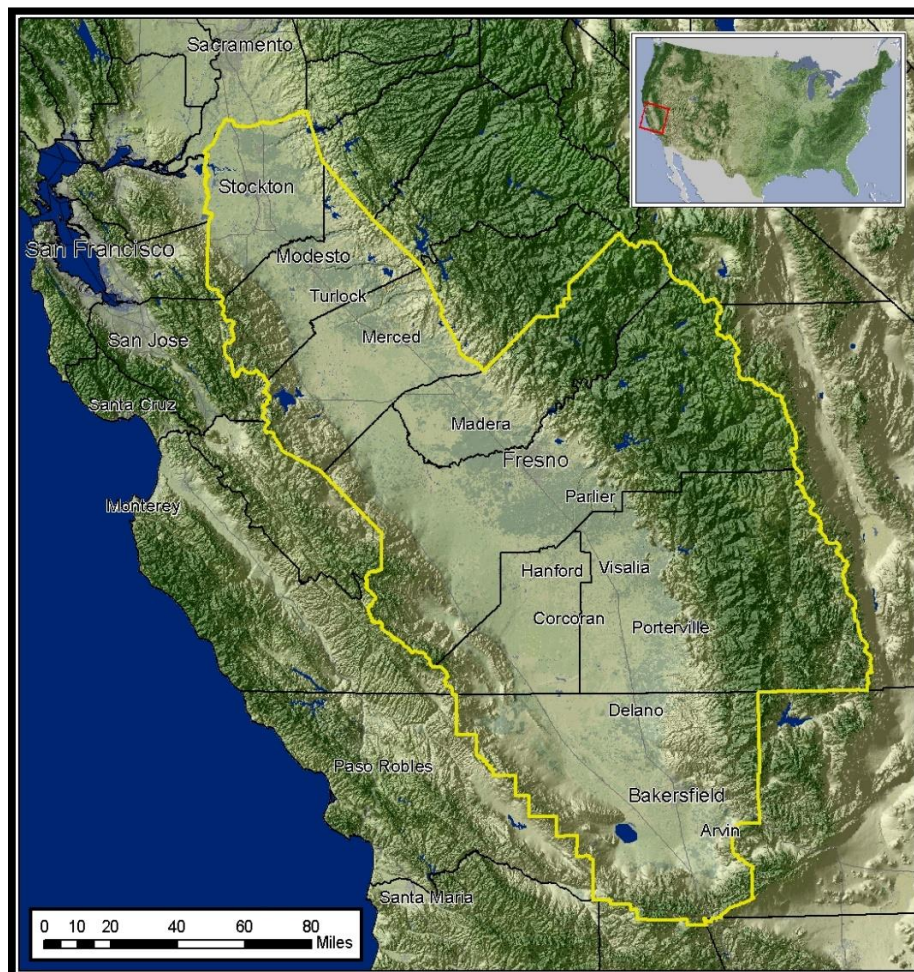 Sacramento
Stockton
San Francisco
Modesto
Turlock
San Jose
Merced
Santa Cruz
Madera
Fresno
Parlier
Monterey
Hanford
Visalia
Corcoran
Porterville
Delano
Paso Robles
Bakersfield
Arvin
Santa Maria
0 10 20 40 60 80
Miles